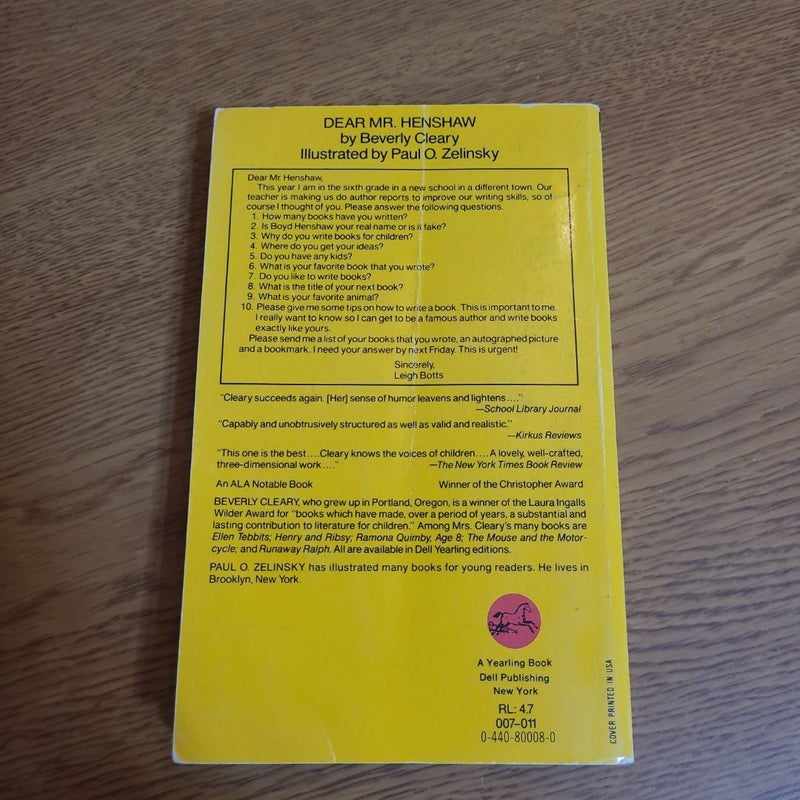 DEAR MR. HENSHAW
by Beverly Cleary
Illustrated by Paul O. Zelinsky
Dear Mr. Henshaw,
This year I am in the sixth grade in a new school in a different town. Our
teacher is making us do author reports to improve our writing skills, so of
course I thought of you. Please answer the following questions.
1. How many books have you written?
2. Is Boyd Henshaw your real name or is it fake?
3. Why do you write books for children?
4. Where do you get your ideas?
5. Do you have any kids?
6. What is your favorite book that you wrote?
7. Do you like to write books?
8. What is the title of your next book?
9. What is your favorite animal?
10. Please give me some tips on how to write a book. This is important to me.
I really want to know so I can get to be a famous author and write books
exactly like yours.
Please send me a list of your books that you wrote, an autographed picture
and a bookmark. I need your answer by next Friday. This is urgent!
Sincerely,
Leigh Botts
"Cleary succeeds again. [Her] sense of humor leavens and lightens...."
—School Library Journal
"Capably and unobtrusively structured as well as valid and realistic."
—Kirkus Reviews
"This one is the best....Cleary knows the voices of children....A lovely, well-crafted,
three-dimensional work...." —The New York Times Book Review
An ALA Notable Book Winner of the Christopher Award
BEVERLY CLEARY, who grew up in Portland, Oregon, is a winner of the Laura Ingalls
Wilder Award for "books which have made, over a period of years, a substantial and
lasting contribution to literature for children." Among Mrs. Cleary's many books are
Ellen Tebbits; Henry and Ribsy; Ramona Quimby, Age 8; The Mouse and the Motor-
cycle; and Runaway Ralph. All are available in Dell Yearling editions.
PAUL O. ZELINSKY has illustrated many books for young readers. He lives in
Brooklyn, New York.
A Yearling Book
Dell Publishing
New York
RL: 4.7
007-011
0-440-80008-0
COVER PRINTED IN USA